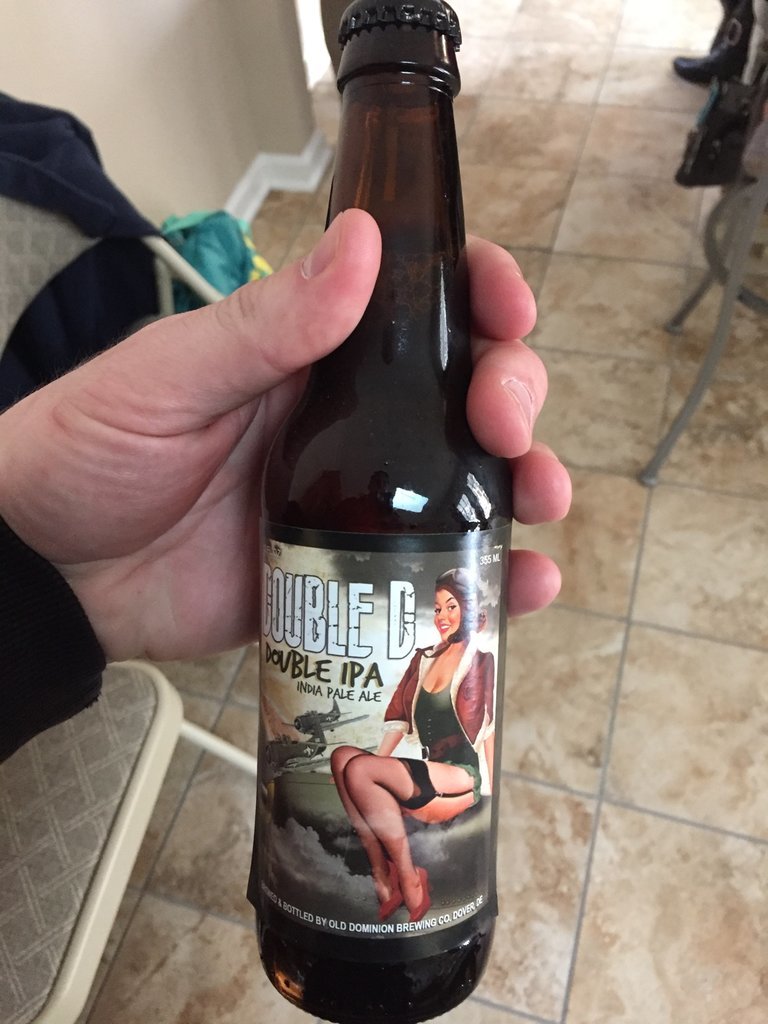 355 ML
DOUBLE D
DOUBLE IPA
INDIA PALE ALE
& BOTTLED BY OLD DOMINION BREWING CO, DOVER, DE